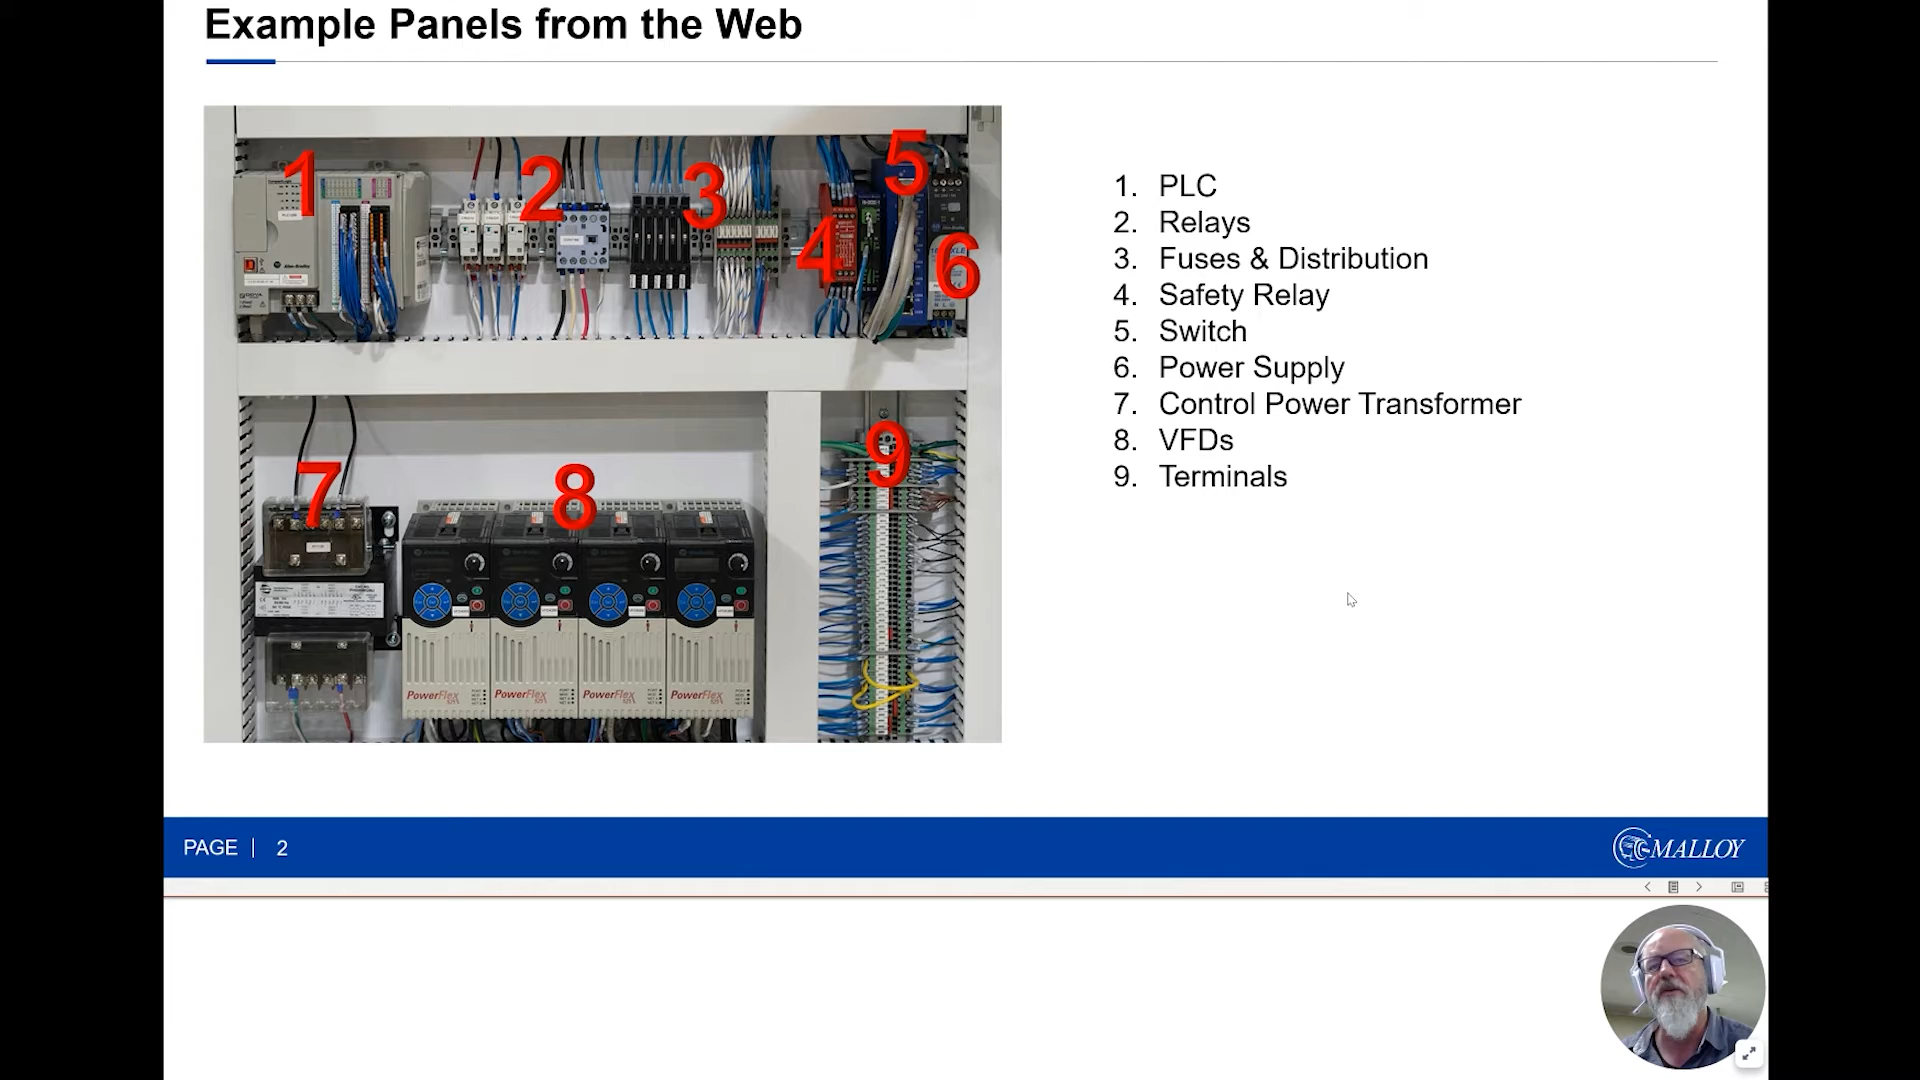 Example Panels from the Web
1
2
3
4
5
6
7
8
9
Allen-Bradley
PowerFlex
PowerFlex
PowerFlex
PowerFlex
1. PLC
2. Relays
3. Fuses & Distribution
4. Safety Relay
5. Switch
6. Power Supply
7. Control Power Transformer
8. VFDs
9. Terminals
PAGE | 2
MALLOY